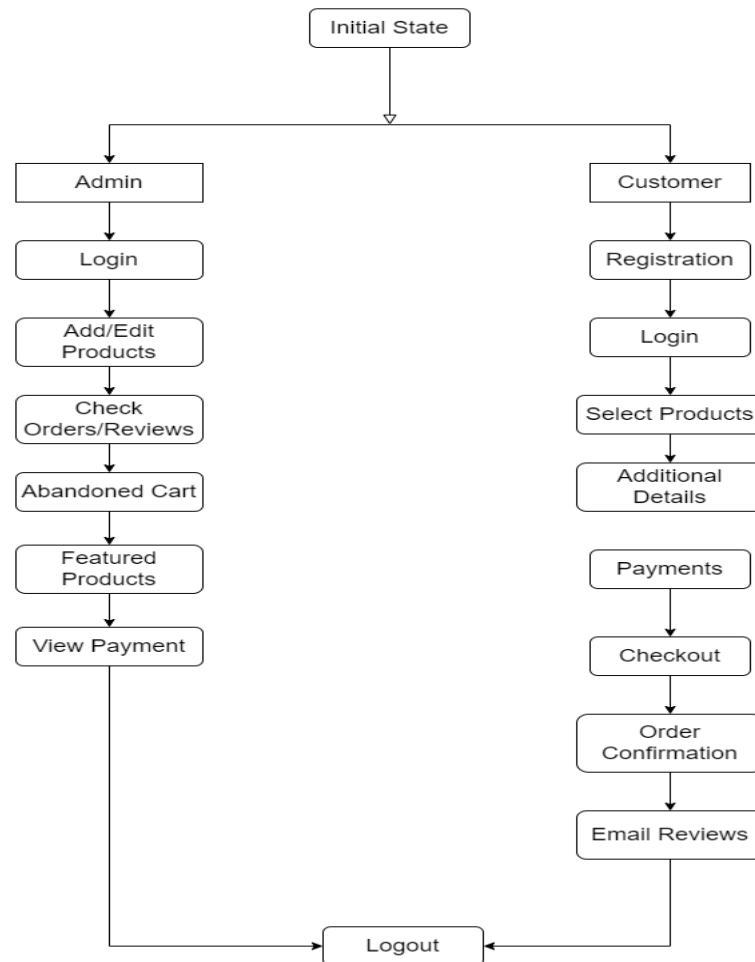 Initial State
Admin
Login
Add/Edit
Products
Check
Orders/Reviews
Abandoned Cart
Featured
Products
View Payment
Customer
Registration
Login
Select Products
Additional
Details
Payments
Checkout
Order
Confirmation
Email Reviews
Logout